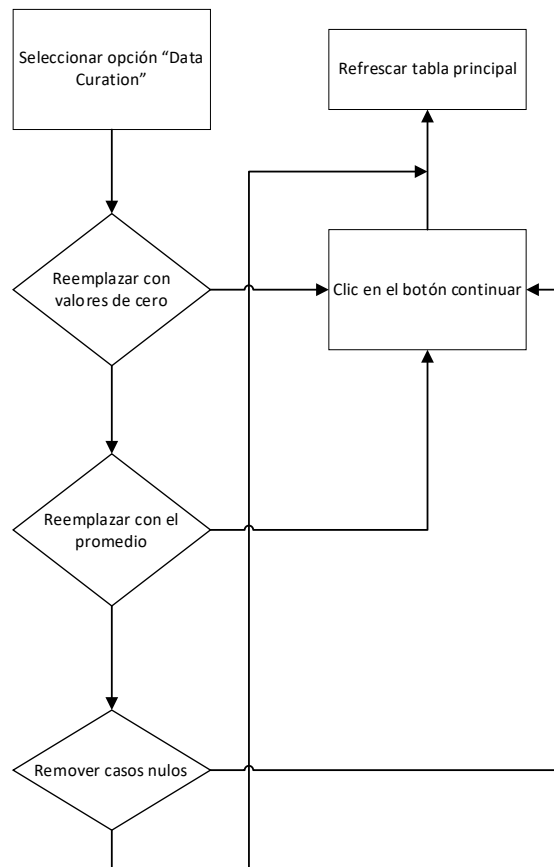 Seleccionar opción “Data
Curation”
Refrescar tabla principal
Reemplazar con
valores de cero
Clic en el botón continuar
Reemplazar con el
promedio
Remover casos nulos